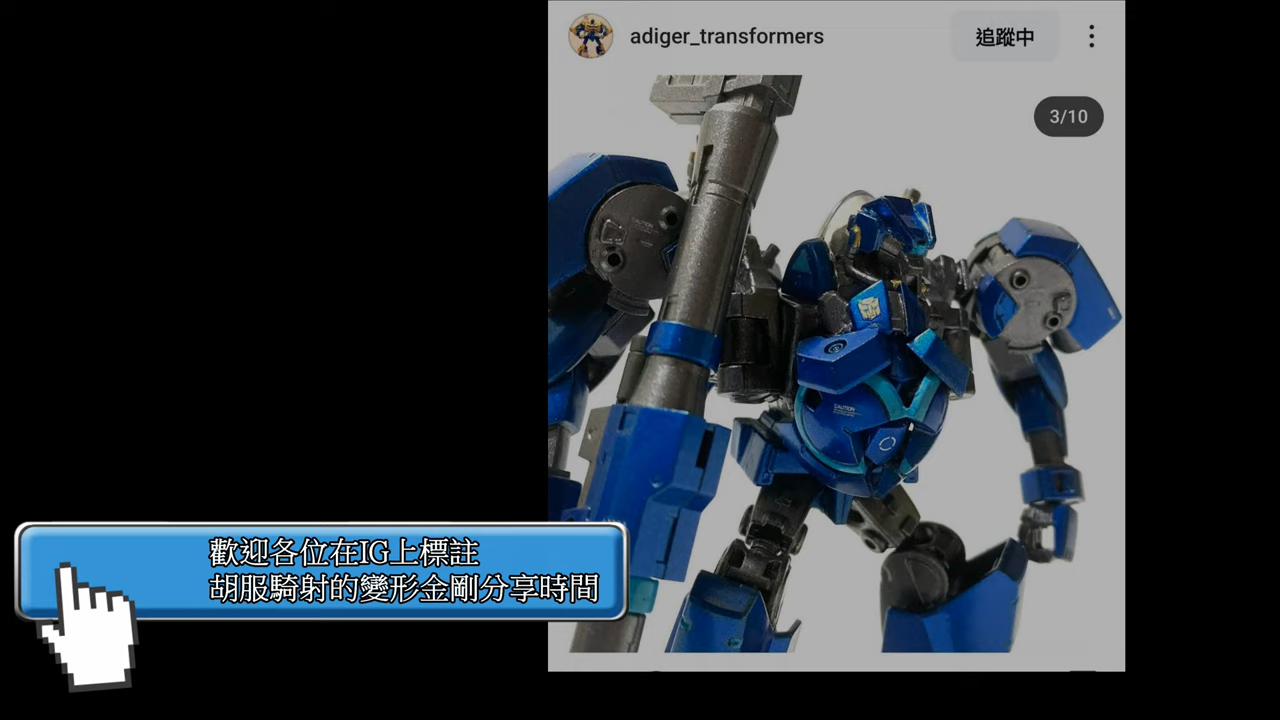 adiger_transformers
追蹤中
3/10
CAUTION
歡迎各位在IG上標註
胡服騎射的變形金剛分享時間